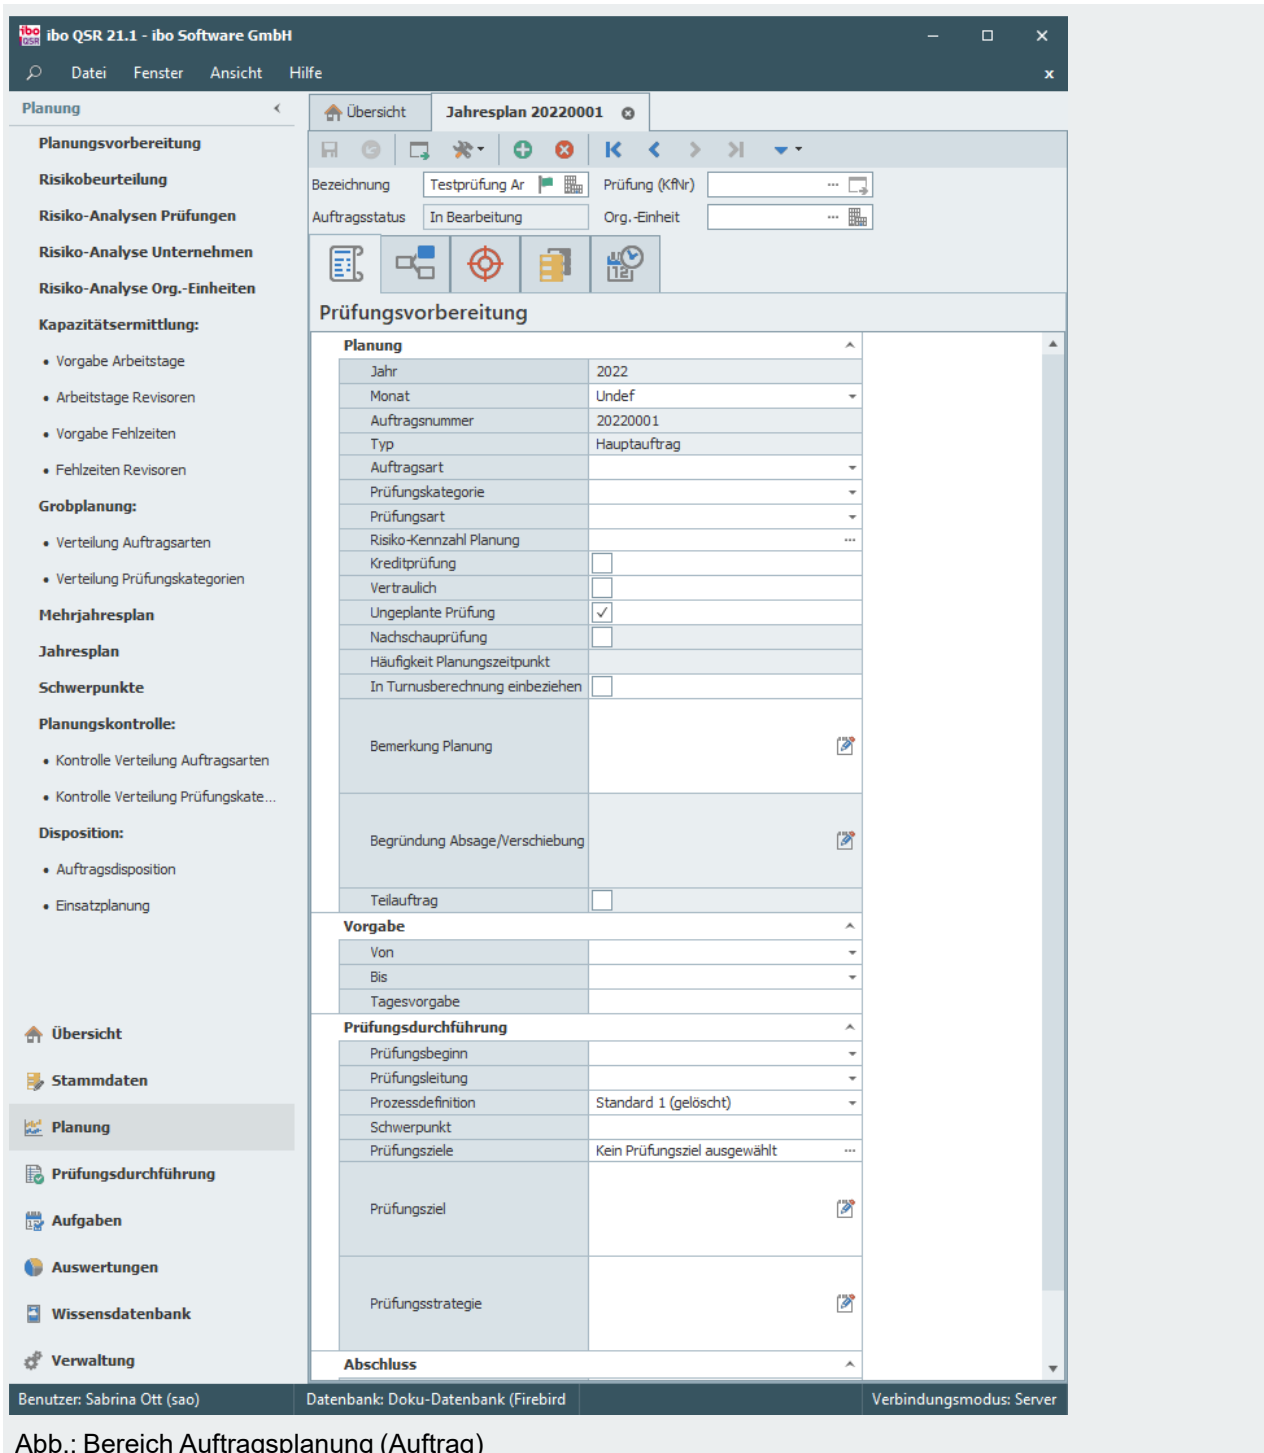 ibo QSR 21.1 - ibo Software GmbH
Datei Fenster Ansicht Hilfe
Planung
Planungsvorbereitung
Risikobeurteilung
Risiko-Analysen Prüfungen
Risiko-Analyse Unternehmen
Risiko-Analyse Org.-Einheiten
Kapazitätsermittlung:
• Vorgabe Arbeitstage
• Arbeitstage Revisoren
• Vorgabe Fehlzeiten
• Fehlzeiten Revisoren
Grobplanung:
• Verteilung Auftragsarten
• Verteilung Prüfungskategorien
Mehrjahresplan
Jahresplan
Schwerpunkte
Planungskontrolle:
• Kontrolle Verteilung Auftragsarten
• Kontrolle Verteilung Prüfungskate...
Disposition:
• Auftragsdisposition
• Einsatzplanung
Übersicht
Stammdaten
Planung
Prüfungsdurchführung
Aufgaben
Auswertungen
Wissensdatenbank
Verwaltung
Übersicht Jahresplan 20220001
Bezeichnung Testprüfung Ar Prüfung (KfNr) ...
Auftragsstatus In Bearbeitung Org.-Einheit ...
Prüfungsvorbereitung
Planung
Jahr 2022
Monat Undef
Auftragsnummer 20220001
Typ Hauptauftrag
Auftragsart
Prüfungskategorie
Prüfungsart
Risiko-Kennzahl Planung ...
Kreditprüfung
Vertraulich
Ungeplante Prüfung
Nachschauprüfung
Häufigkeit Planungszeitpunkt
In Turnusberechnung einbeziehen
Bemerkung Planung
Begründung Absage/Verschiebung
Teilauftrag
Vorgabe
Von
Bis
Tagesvorgabe
Prüfungsdurchführung
Prüfungsbeginn
Prüfungsleitung
Prozessdefinition Standard 1 (gelöscht)
Schwerpunkt
Prüfungsziele Kein Prüfungsziel ausgewählt ...
Prüfungsziel
Prüfungsstrategie
Abschluss
Benutzer: Sabrina Ott (sao) Datenbank: Doku-Datenbank (Firebird Verbindungsmodus: Server
Abb.: Bereich Auftragsplanung (Auftrag)